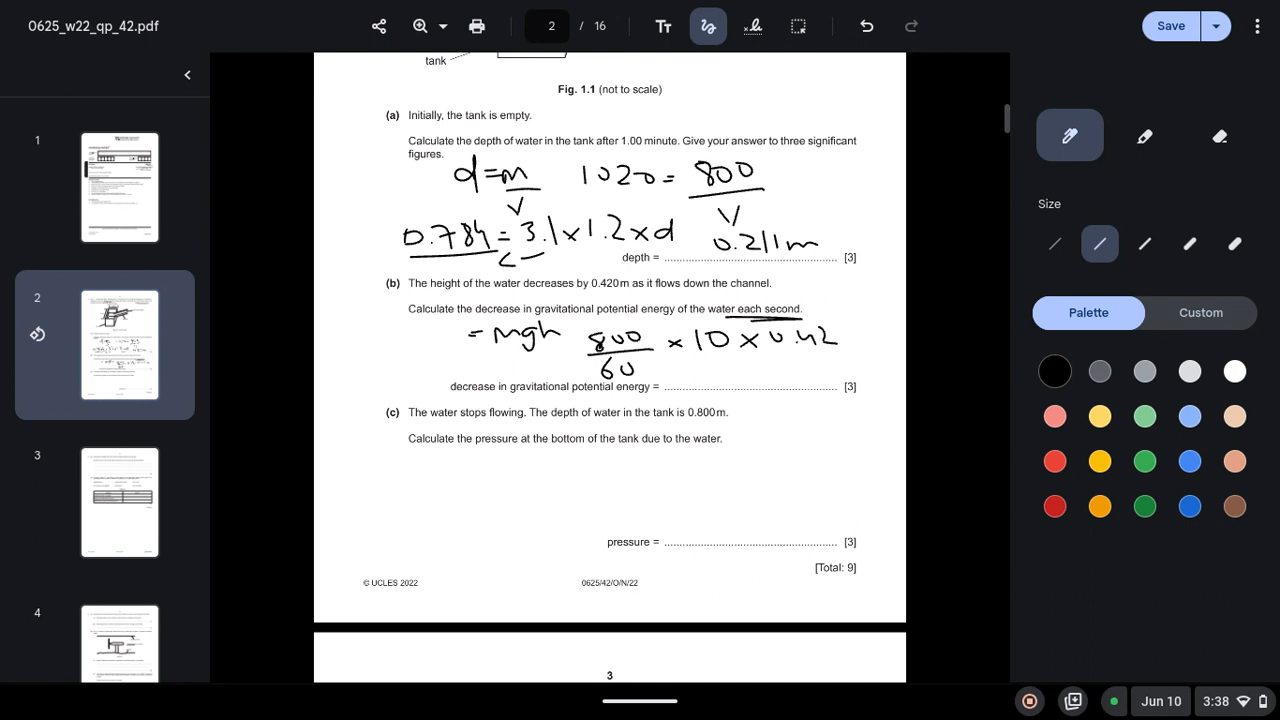 0625_w22_qp_42.pdf
2 / 16
Save
tank
Fig. 1.1 (not to scale)
(a) Initially, the tank is empty.
Calculate the depth of water in the tank after 1.00 minute. Give your answer to three significant
figures.
d = m/V 1020 = 800/V
0.784 = 3.1 x 1.2 x d 0.211m
depth = ...................................................... [3]
(b) The height of the water decreases by 0.420m as it flows down the channel.
Calculate the decrease in gravitational potential energy of the water each second.
= mgh 800/60 x 10 x 0.42
decrease in gravitational potential energy = ...................................................... [3]
(c) The water stops flowing. The depth of water in the tank is 0.800m.
Calculate the pressure at the bottom of the tank due to the water.
pressure = ...................................................... [3]
[Total: 9]
© UCLES 2022 0625/42/O/N/22
3
1
2
3
4
Size
Palette Custom
Jun 10 3:38